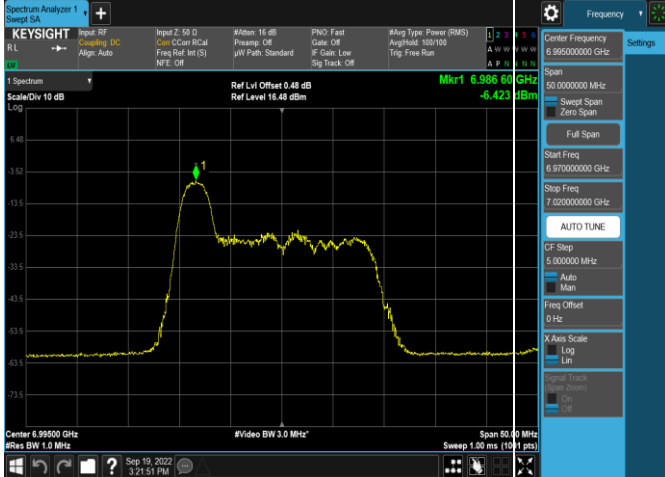 Spectrum Analyzer 1
Swept SA
+
Frequency
KEYSIGHT
Input: RF
Input Z: 50 Ω
#Atten: 16 dB
PNO: Fast
#Avg Type: Power (RMS)
1 2 3 4 5 6
R L
Coupling: DC
Corr CCorr RCal
Preamp: Off
Gate: Off
Avg|Hold: 100/100
A W W W W W
Align: Auto
Freq Ref: Int (S)
µW Path: Standard
IF Gain: Low
Trig: Free Run
NFE: Off
Sig Track: Off
A P N N N N
LV
1 Spectrum
Ref Lvl Offset 0.48 dB
Mkr1 6.986 60 GHz
Scale/Div 10 dB
Ref Level 16.48 dBm
-6.423 dBm
Log
6.48
-3.52
1
-13.5
-23.5
-33.5
-43.5
-53.5
-63.5
-73.5
Center 6.99500 GHz
#Video BW 3.0 MHz*
Span 50.00 MHz
#Res BW 1.0 MHz
Sweep 1.00 ms (1001 pts)
Sep 19, 2022
3:21:51 PM
?
Center Frequency
6.995000000 GHz
Settings
Span
50.0000000 MHz
Swept Span
Zero Span
Full Span
Start Freq
6.970000000 GHz
Stop Freq
7.020000000 GHz
AUTO TUNE
CF Step
5.000000 MHz
Auto
Man
Freq Offset
0 Hz
X Axis Scale
Log
Lin
Signal Track
(Span Zoom)
On
Off